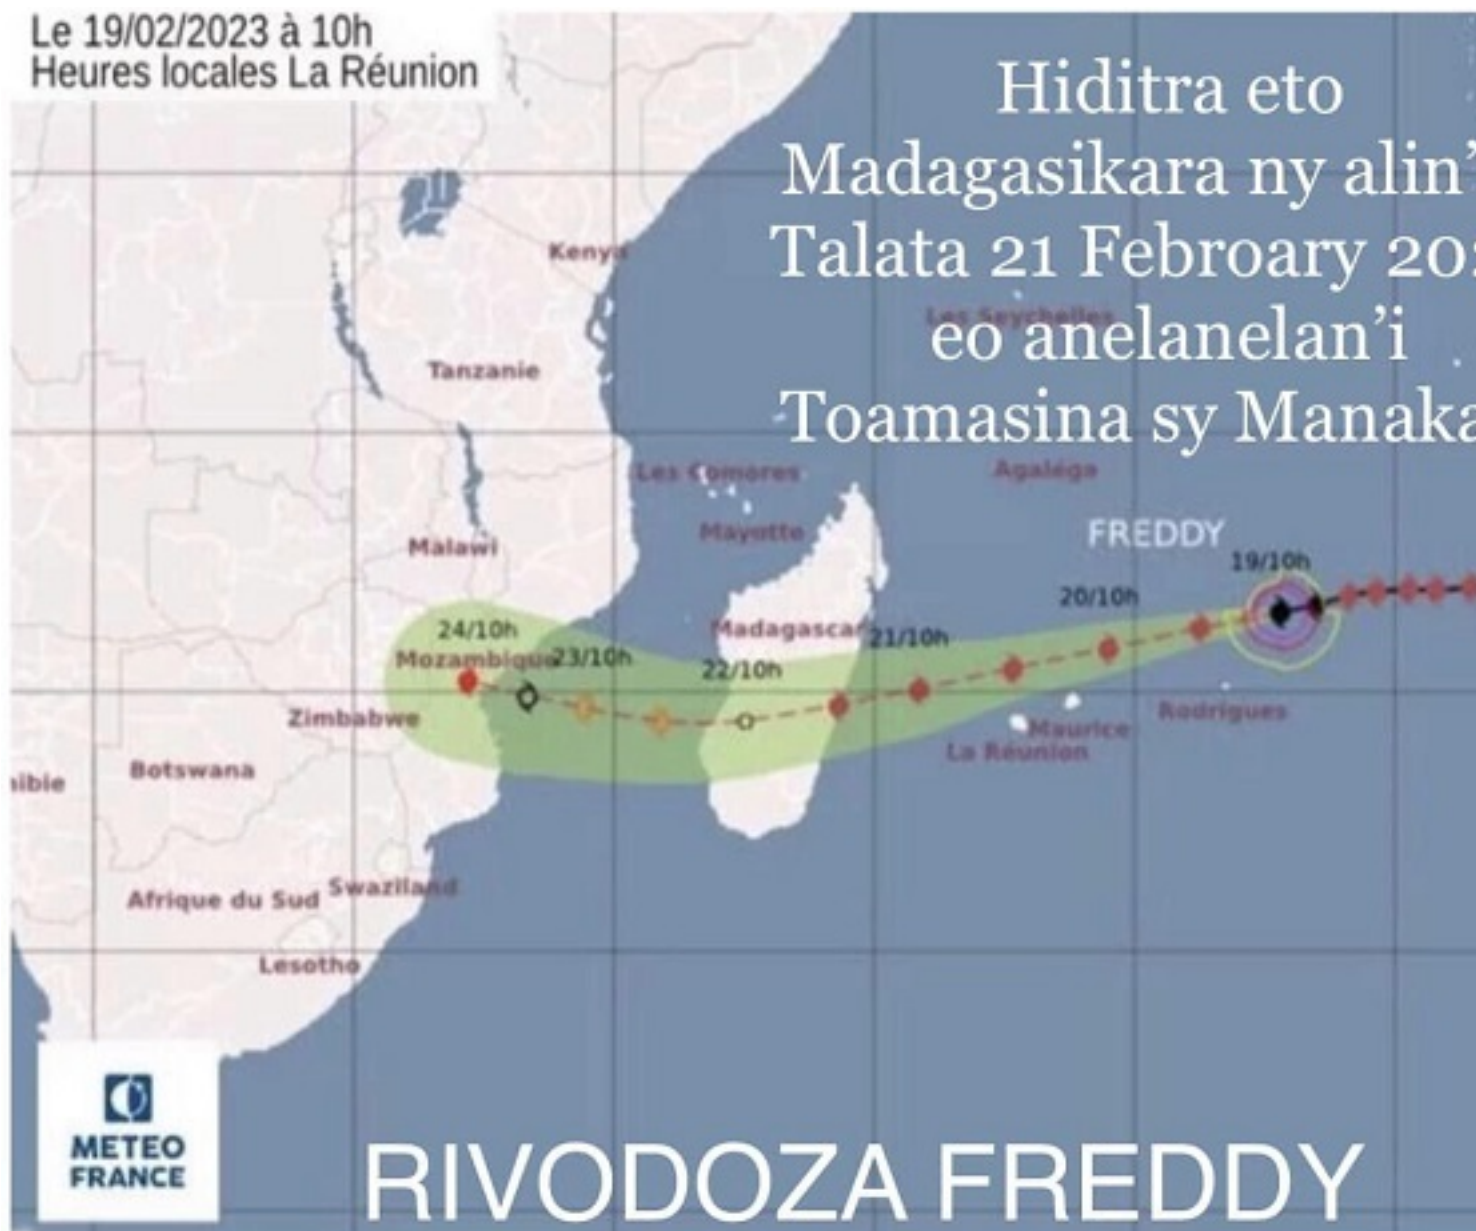 Le 19/02/2023 à 10h
Heures locales La Réunion
Hiditra eto
Madagasikara ny alin'
Talata 21 Febroary 202
eo anelanelan'i
Toamasina sy Manaka
Kenya
Les Seychelles
Tanzanie
Les Comores
Agaléga
Mayotte
Malawi
FREDDY
19/10h
20/10h
Madagascar
21/10h
24/10h
Mozambique
23/10h
22/10h
Zimbabwe
Rodrigues
Maurice
La Réunion
Botswana
ibie
Afrique du Sud
Swaziland
Lesotho
METEO
FRANCE
RIVODOZA FREDDY